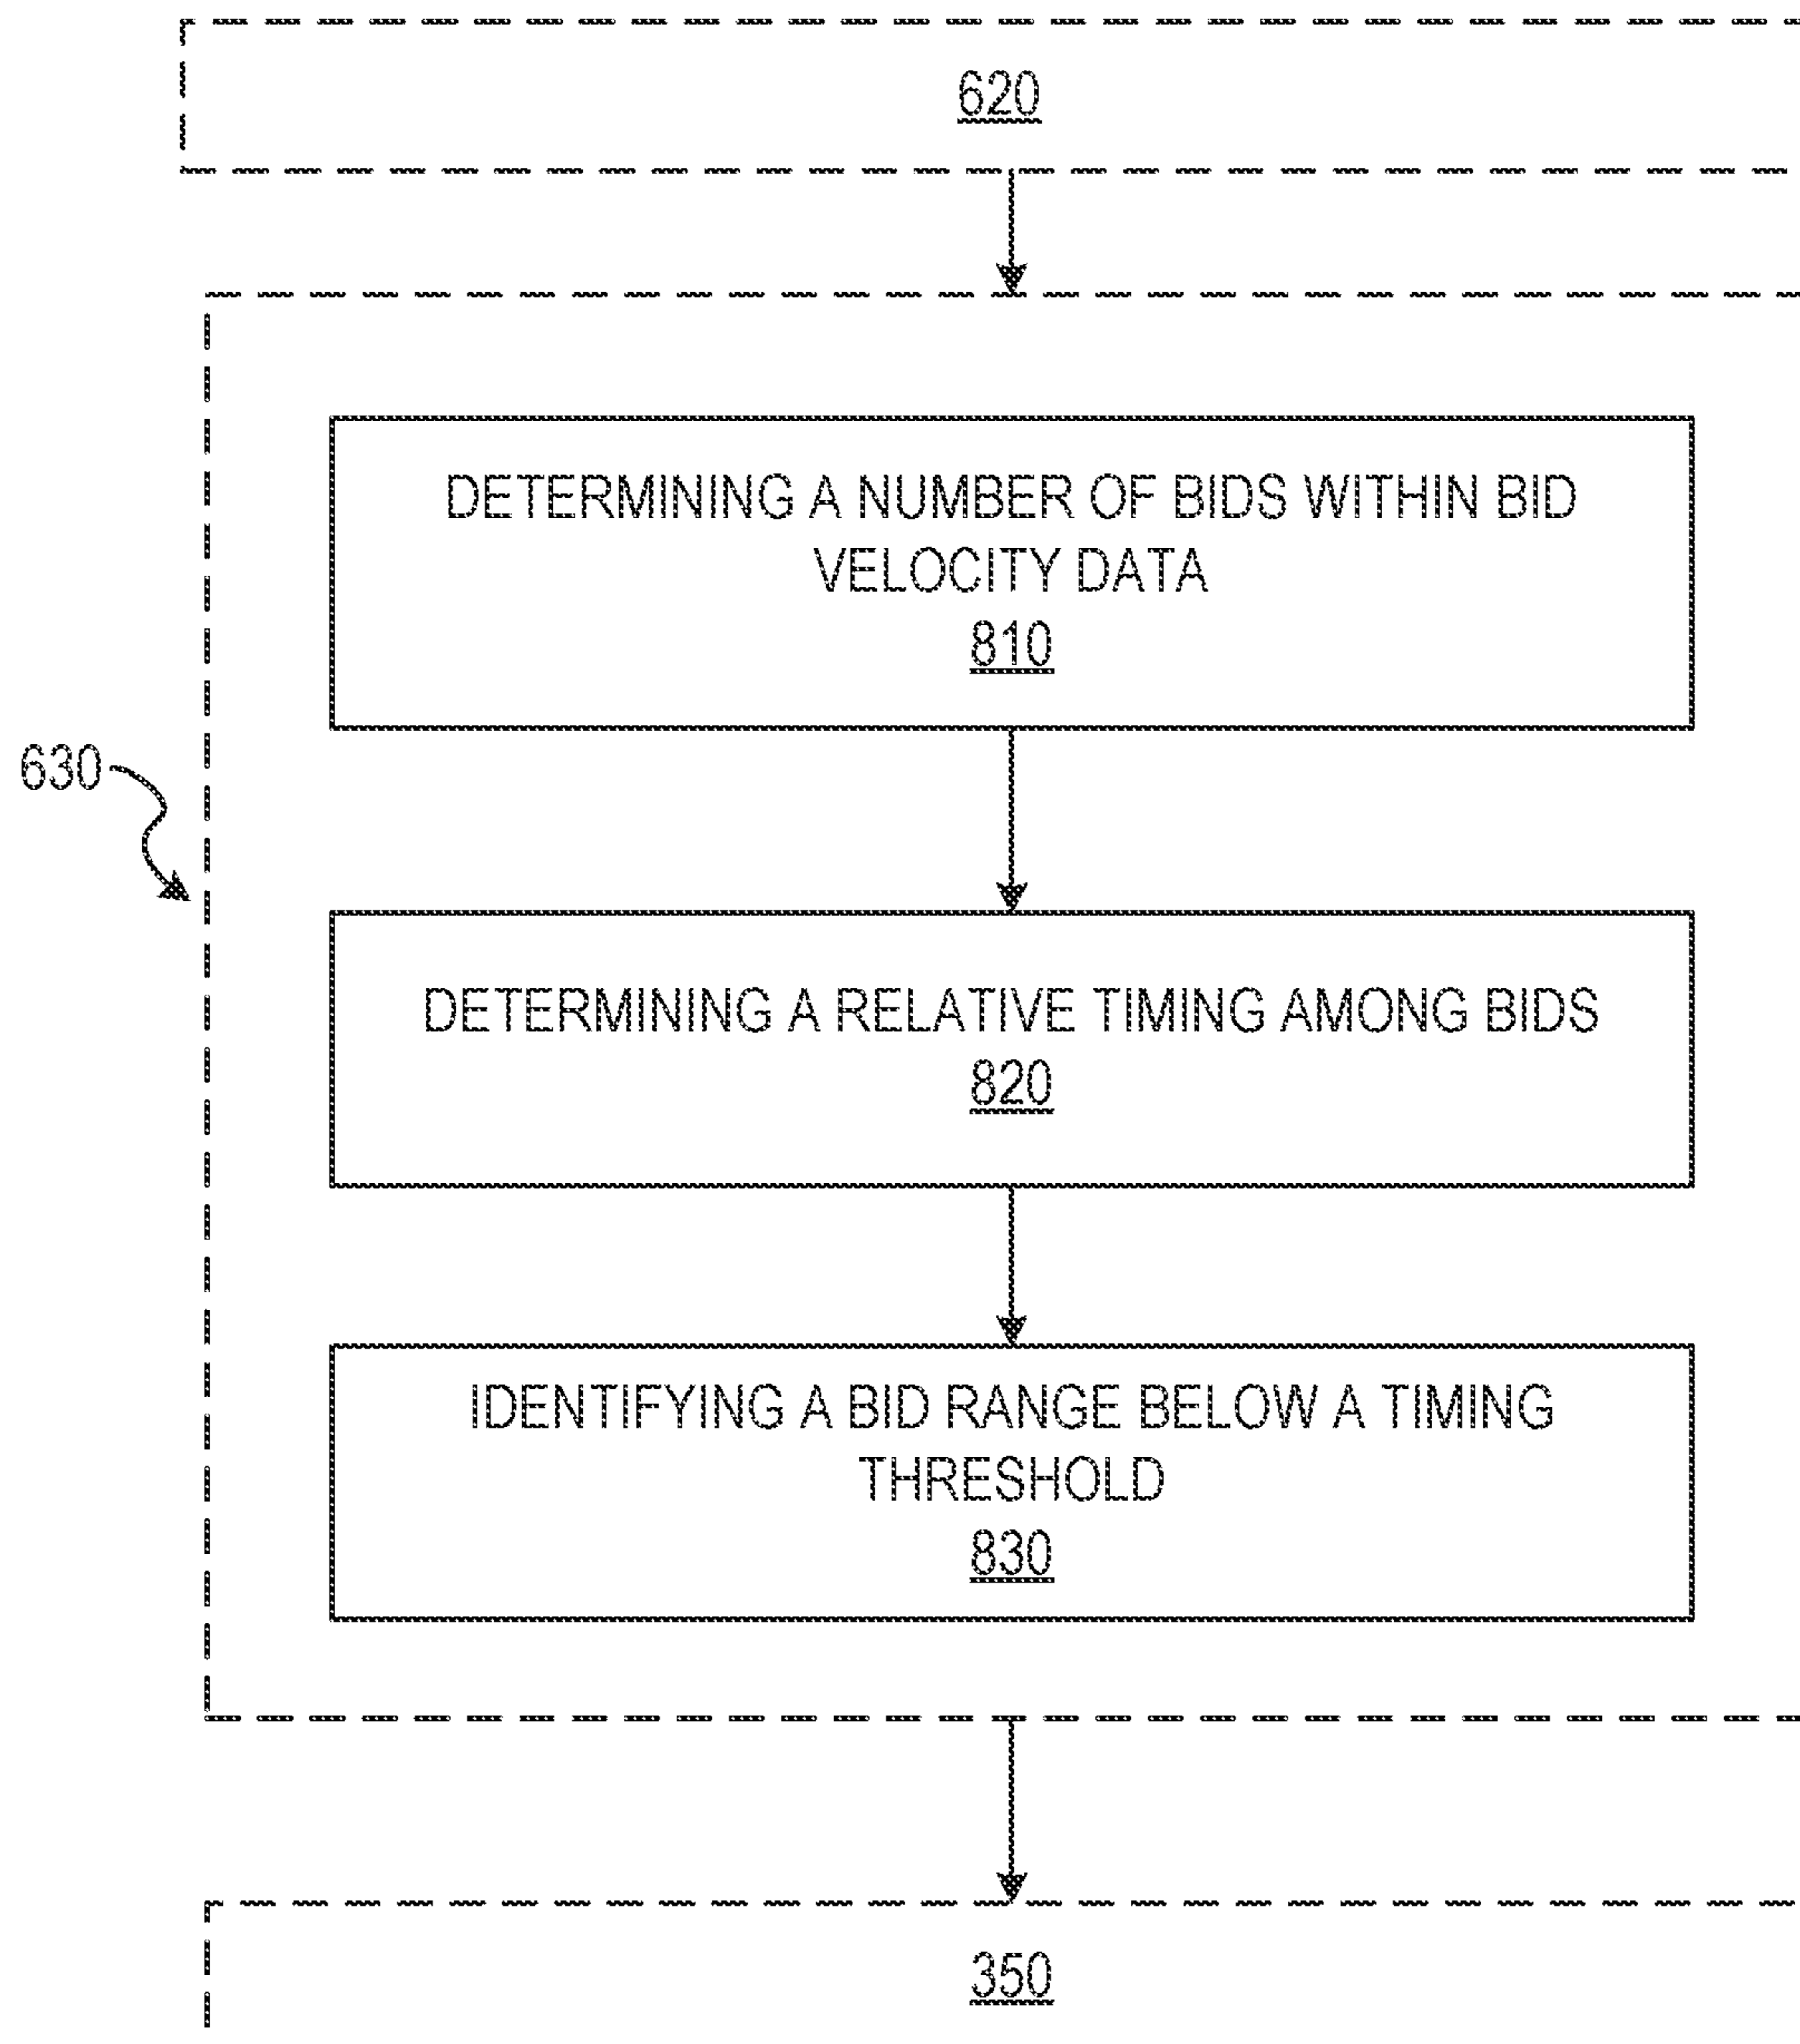 620
DETERMINING A NUMBER OF BIDS WITHIN BID
VELOCITY DATA
810
630
DETERMINING A RELATIVE TIMING AMONG BIDS
820
IDENTIFYING A BID RANGE BELOW A TIMING
THRESHOLD
830
350